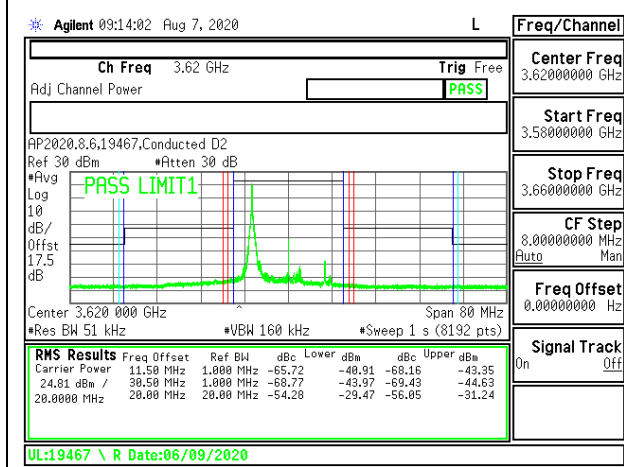 Agilent 09:14:02 Aug 7, 2020 L
Ch Freq 3.62 GHz Trig Free
Adj Channel Power PASS
AP2020.8.6,19467,Conducted D2
Ref 30 dBm #Atten 30 dB
#Avg
Log
10
dB/
Offst
17.5
dB
PASS LIMIT1
Center 3.620 000 GHz Span 80 MHz
#Res BW 51 kHz #VBW 160 kHz #Sweep 1 s (8192 pts)
RMS Results Freq Offset Ref BW dBc Lower dBm dBc Upper dBm
Carrier Power 11.50 MHz 1.000 MHz -65.72 -40.91 -68.16 -43.35
24.81 dBm / 30.50 MHz 1.000 MHz -68.77 -43.97 -69.43 -44.63
20.0000 MHz 20.00 MHz 20.00 MHz -54.28 -29.47 -56.05 -31.24
UL:19467 \ R Date:06/09/2020
Freq/Channel
Center Freq
3.62000000 GHz
Start Freq
3.58000000 GHz
Stop Freq
3.66000000 GHz
CF Step
8.00000000 MHz
Auto Man
Freq Offset
0.00000000 Hz
Signal Track
On Off